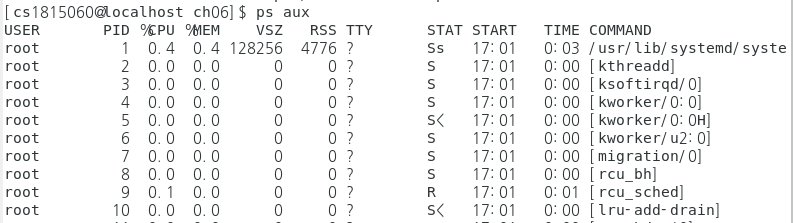 [cs1815060@localhost ch06]$ ps aux
USER PID %CPU %MEM VSZ RSS TTY STAT START TIME COMMAND
root 1 0.4 0.4 128256 4776 ? Ss 17:01 0:03 /usr/lib/systemd/syste
root 2 0.0 0.0 0 0 ? S 17:01 0:00 [kthreadd]
root 3 0.0 0.0 0 0 ? S 17:01 0:00 [ksoftirqd/0]
root 4 0.0 0.0 0 0 ? S 17:01 0:00 [kworker/0:0]
root 5 0.0 0.0 0 0 ? S< 17:01 0:00 [kworker/0:0H]
root 6 0.0 0.0 0 0 ? S 17:01 0:00 [kworker/u2:0]
root 7 0.0 0.0 0 0 ? S 17:01 0:00 [migration/0]
root 8 0.0 0.0 0 0 ? S 17:01 0:00 [rcu_bh]
root 9 0.1 0.0 0 0 ? R 17:01 0:01 [rcu_sched]
root 10 0.0 0.0 0 0 ? S< 17:01 0:00 [lru-add-drain]